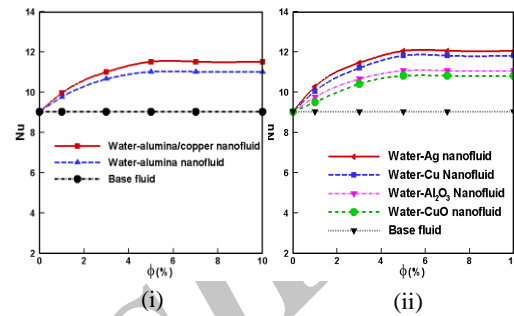 14
12
10
8
6
4
2
Nu
Water-alumina/copper nanofluid
Water-alumina nanofluid
Base fluid
0 2 4 6 8 10
ϕ(%)
(i)
14
12
10
8
6
4
2
Nu
Water-Ag nanofluid
Water-Cu Nanofluid
Water-Al₂O₃ Nanofluid
Water-CuO nanofluid
Base fluid
0 2 4 6 8 10
ϕ(%)
(ii)